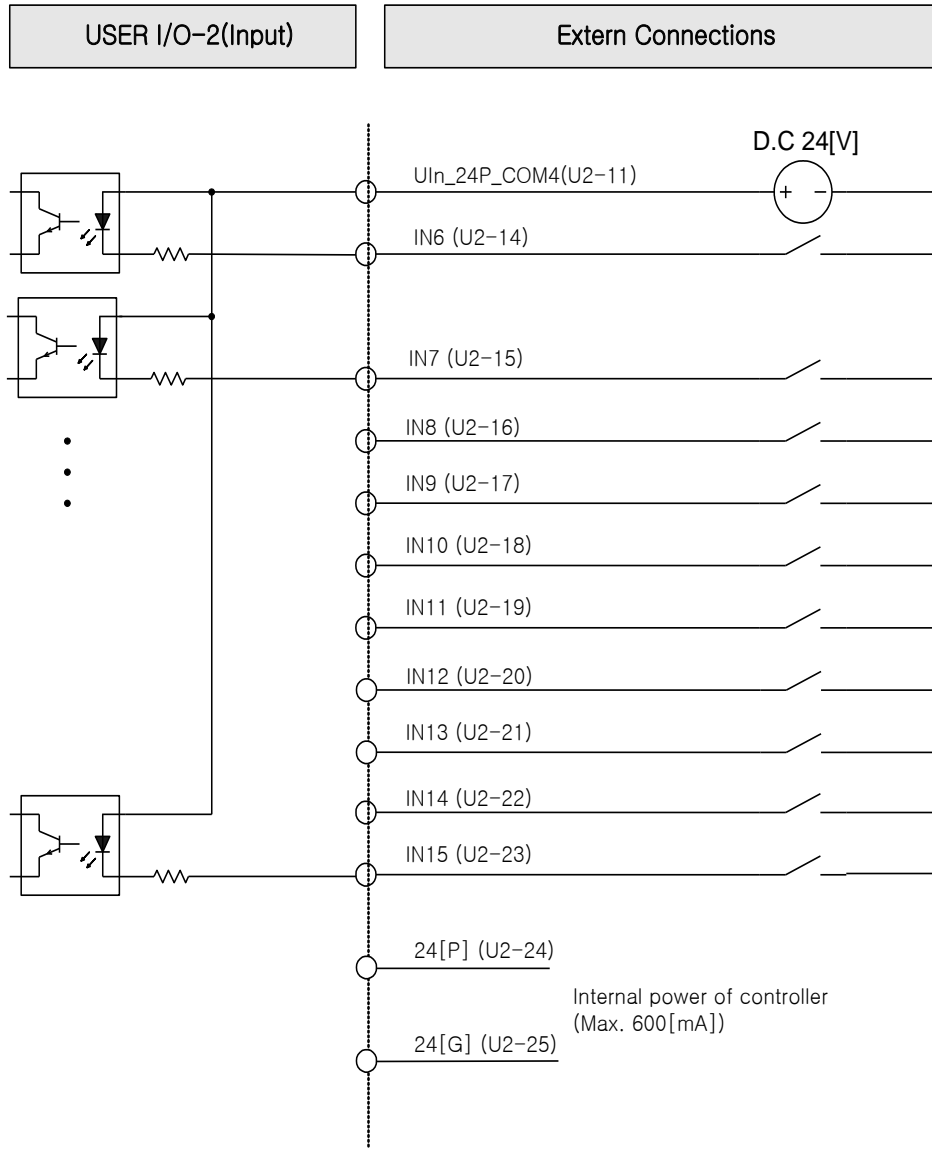 USER I/O-2(Input)
Extern Connections
D.C 24[V]
UIn_24P_COM4(U2-11)
+ -
IN6 (U2-14)
IN7 (U2-15)
IN8 (U2-16)
IN9 (U2-17)
IN10 (U2-18)
IN11 (U2-19)
IN12 (U2-20)
IN13 (U2-21)
IN14 (U2-22)
IN15 (U2-23)
24[P] (U2-24)
Internal power of controller
(Max. 600[mA])
24[G] (U2-25)